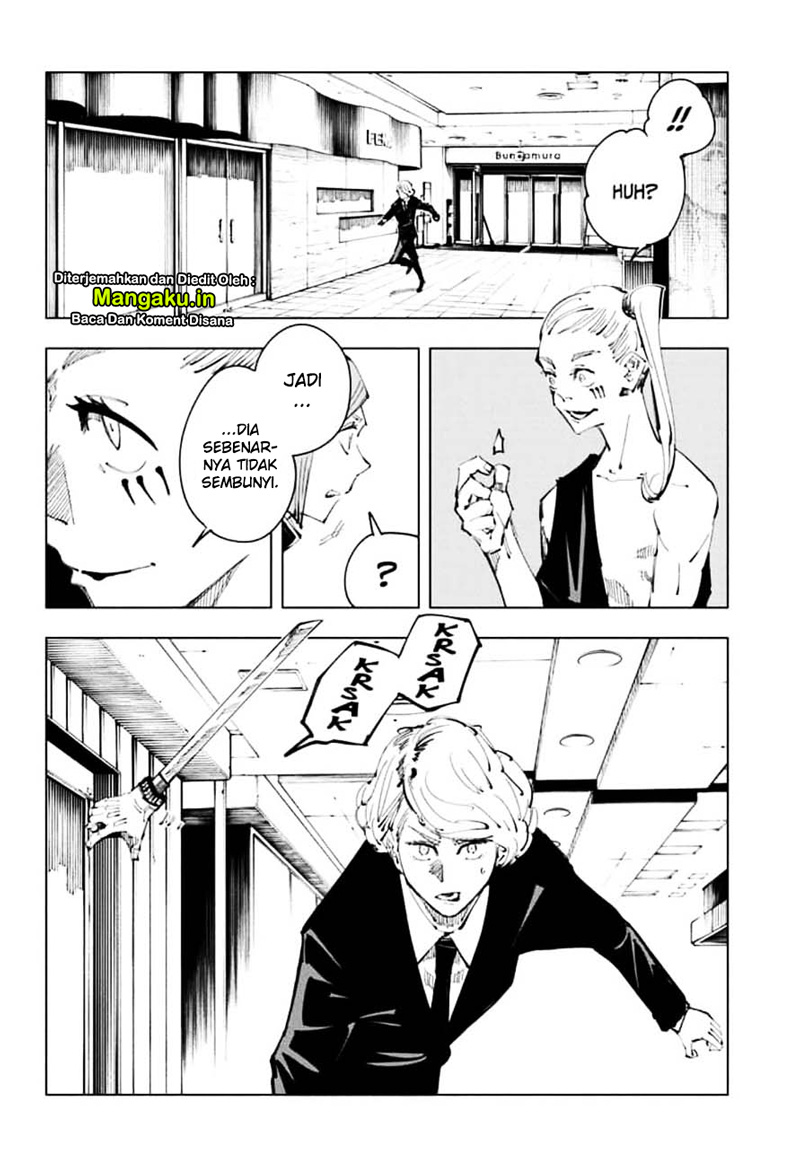 !!
HUH?
BEN
Bunkamura
Diterjemahkan dan Diedit Oleh :
Mangaku.in
Baca Dan Koment Disana
JADI
...
...DIA
SEBENAR-
NYA TIDAK
SEMBUNYI.
?
KRSAK
KRSAK